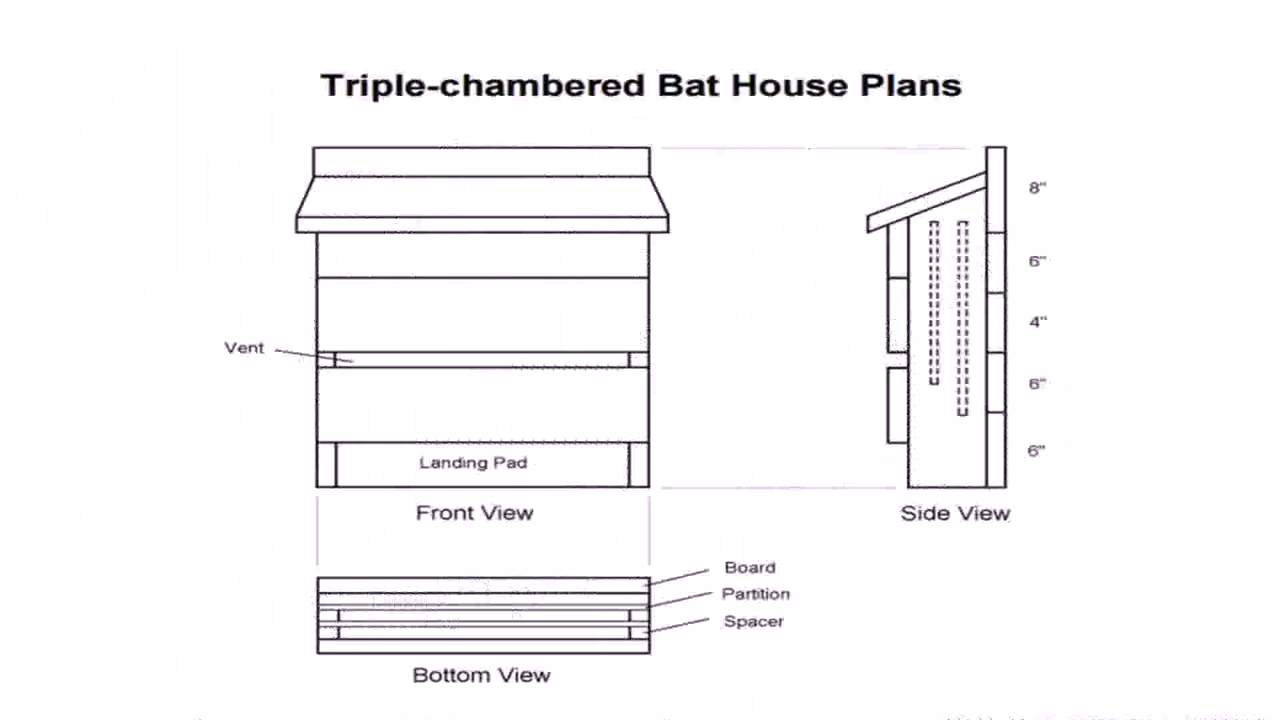 Triple-chambered Bat House Plans
8"
6"
4"
6"
6"
Vent
Landing Pad
Front View
Side View
Board
Partition
Spacer
Bottom View